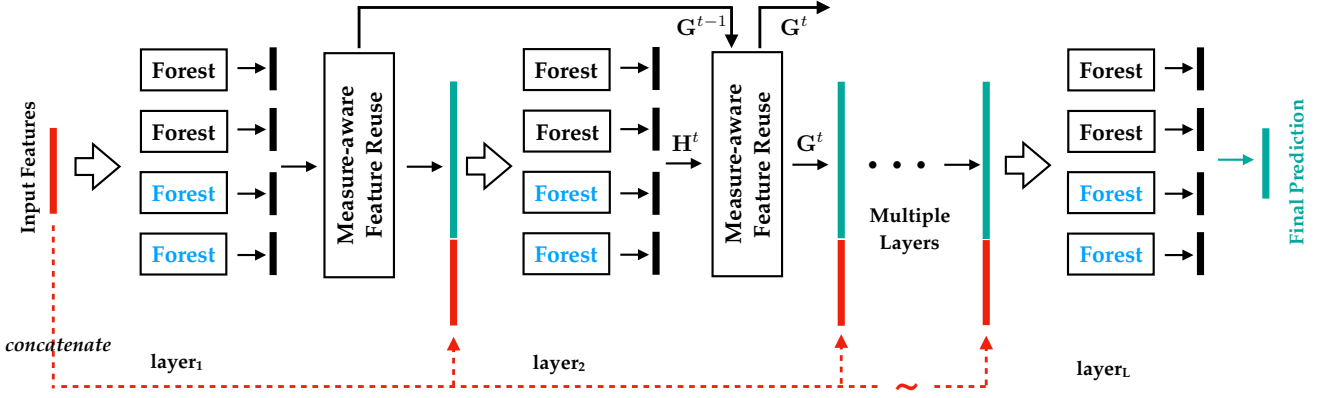 Input Features
concatenate
Forest
Forest
Forest
Forest
layer₁
Measure-aware
Feature Reuse
Forest
Forest
Forest
Forest
layer₂
G^{t-1}
G^t
H^t
Measure-aware
Feature Reuse
G^t
• • •
Multiple
Layers
~
Forest
Forest
Forest
Forest
layer_L
Final Prediction